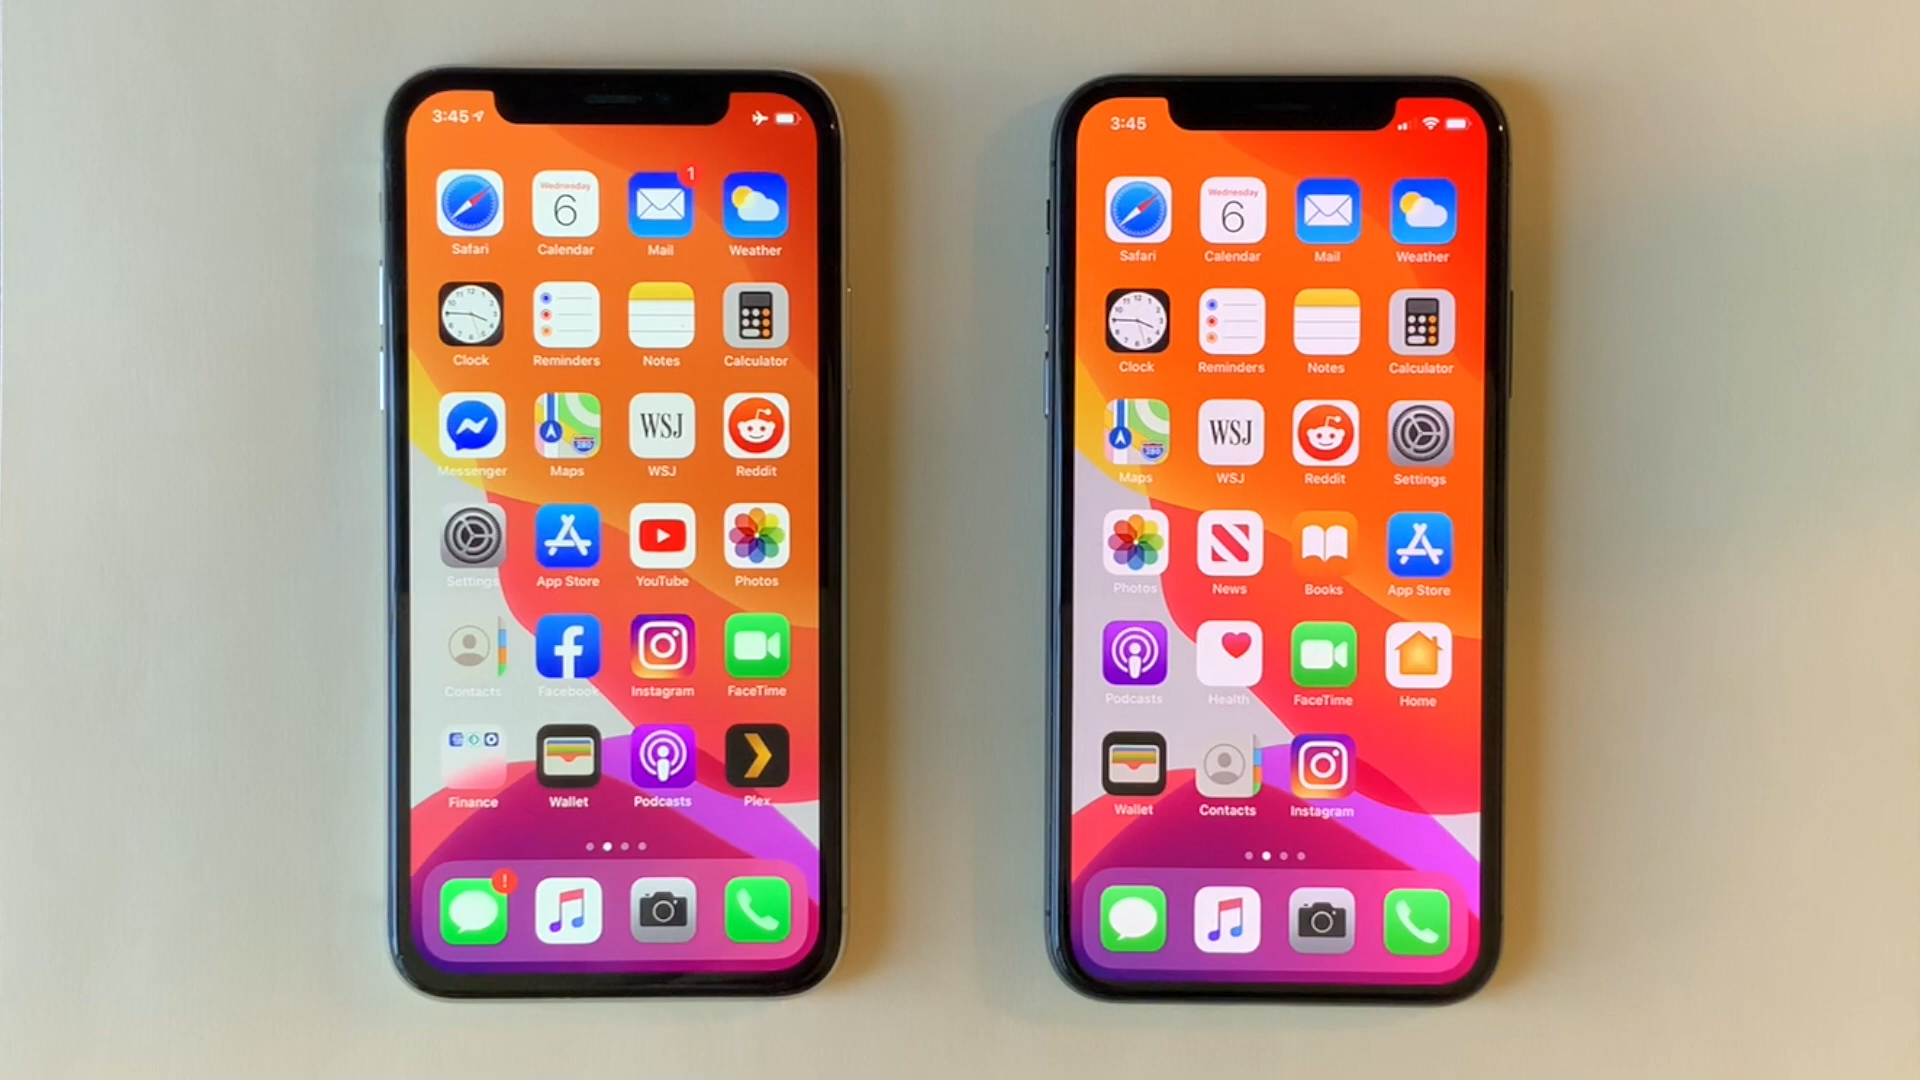 3:45
1
Wednesday
6
Safari Calendar Mail Weather
Clock Reminders Notes Calculator
WSJ
280
Messenger Maps WSJ Reddit
Settings App Store YouTube Photos
Contacts Facebook Instagram FaceTime
Finance Wallet Podcasts Plex
!
3:45
Wednesday
6
Safari Calendar Mail Weather
Clock Reminders Notes Calculator
WSJ
280
Maps WSJ Reddit Settings
Photos News Books App Store
Podcasts Health FaceTime Home
Wallet Contacts Instagram